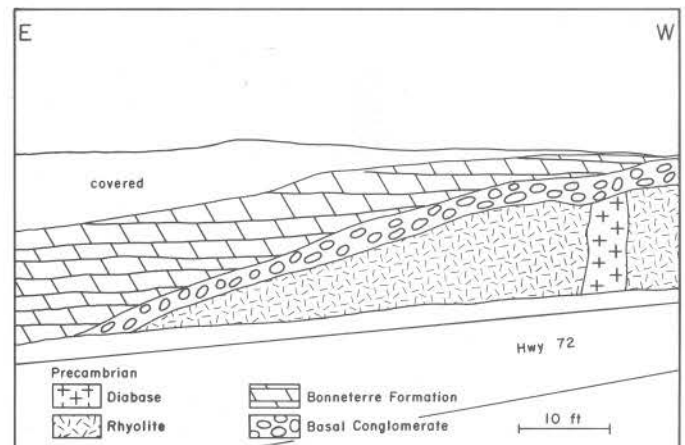 E
W
covered
Hwy 72
Precambrian
Diabase
Bonneterre Formation
Rhyolite
Basal Conglomerate
10 ft